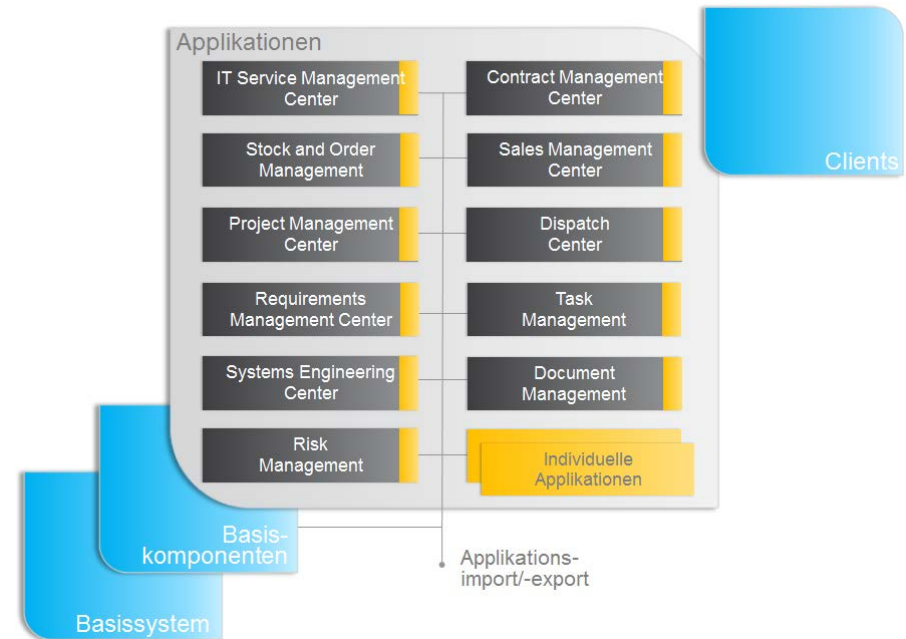 Applikationen
IT Service Management
Center
Contract Management
Center
Stock and Order
Management
Sales Management
Center
Project Management
Center
Dispatch
Center
Requirements
Management Center
Task
Management
Systems Engineering
Center
Document
Management
Risk
Management
Individuelle
Applikationen
Clients
Basis-
komponenten
Applikations-
import/-export
Basissystem